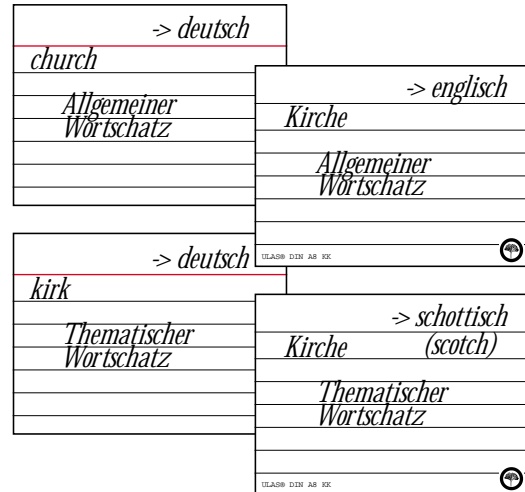 -> deutsch
church
Allgemeiner
Wortschatz
-> englisch
Kirche
Allgemeiner
Wortschatz
ULAS® DIN A8 KK
-> deutsch
kirk
Thematischer
Wortschatz
-> schottisch
Kirche (scotch)
Thematischer
Wortschatz
ULAS® DIN A8 KK